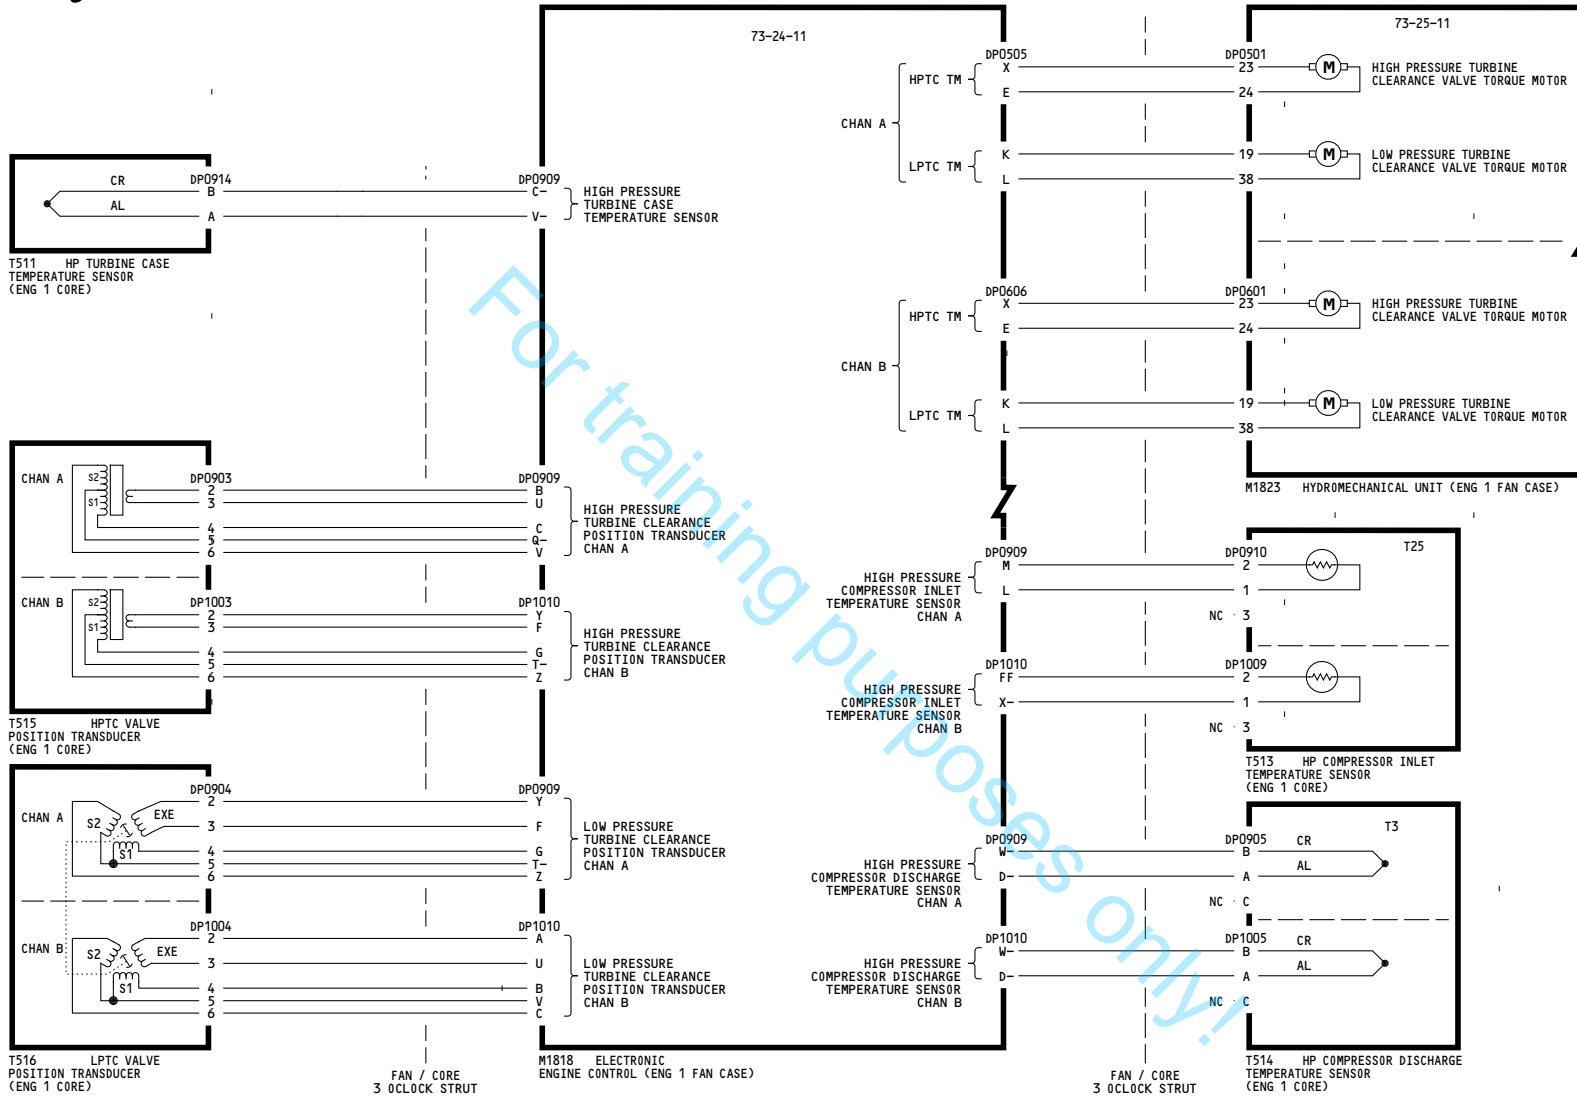 73-24-11
73-25-11
CR
AL
DP0914
B
A
T511 HP TURBINE CASE
TEMPERATURE SENSOR
(ENG 1 CORE)
DP0909
C-
V-
HIGH PRESSURE
TURBINE CASE
TEMPERATURE SENSOR
CHAN A
S2
S1
DP0903
2
3
4
5
6
DP0909
B
U
C
Q-
V
HIGH PRESSURE
TURBINE CLEARANCE
POSITION TRANSDUCER
CHAN A
CHAN B
S2
S1
DP1003
2
3
4
5
6
DP1010
Y
F
G
T-
Z
HIGH PRESSURE
TURBINE CLEARANCE
POSITION TRANSDUCER
CHAN B
T515 HPTC VALVE
POSITION TRANSDUCER
(ENG 1 CORE)
CHAN A
S2
EXE
S1
DP0904
2
3
4
5
6
DP0909
Y
F
G
T-
Z
LOW PRESSURE
TURBINE CLEARANCE
POSITION TRANSDUCER
CHAN A
CHAN B
S2
EXE
S1
DP1004
2
3
4
5
6
DP1010
A
U
B
V
C
LOW PRESSURE
TURBINE CLEARANCE
POSITION TRANSDUCER
CHAN B
T516 LPTC VALVE
POSITION TRANSDUCER
(ENG 1 CORE)
FAN / CORE
3 OCLOCK STRUT
M1818 ELECTRONIC
ENGINE CONTROL (ENG 1 FAN CASE)
CHAN A
HPTC TM
DP0505
X
E
DP0501
23
24
M
HIGH PRESSURE TURBINE
CLEARANCE VALVE TORQUE MOTOR
LPTC TM
K
L
19
38
M
LOW PRESSURE TURBINE
CLEARANCE VALVE TORQUE MOTOR
CHAN B
HPTC TM
DP0606
X
E
DP0601
23
24
M
HIGH PRESSURE TURBINE
CLEARANCE VALVE TORQUE MOTOR
LPTC TM
K
L
19
38
M
LOW PRESSURE TURBINE
CLEARANCE VALVE TORQUE MOTOR
M1823 HYDROMECHANICAL UNIT (ENG 1 FAN CASE)
HIGH PRESSURE
COMPRESSOR INLET
TEMPERATURE SENSOR
CHAN A
DP0909
M
L
DP0910
2
1
NC 3
T25
HIGH PRESSURE
COMPRESSOR INLET
TEMPERATURE SENSOR
CHAN B
DP1010
FF
X-
DP1009
2
1
NC 3
T513 HP COMPRESSOR INLET
TEMPERATURE SENSOR
(ENG 1 CORE)
HIGH PRESSURE
COMPRESSOR DISCHARGE
TEMPERATURE SENSOR
CHAN A
DP0909
W-
D-
DP0905
B
A
NC C
CR
AL
T3
HIGH PRESSURE
COMPRESSOR DISCHARGE
TEMPERATURE SENSOR
CHAN B
DP1010
W-
D-
DP1005
B
A
NC C
CR
AL
T514 HP COMPRESSOR DISCHARGE
TEMPERATURE SENSOR
(ENG 1 CORE)
FAN / CORE
3 OCLOCK STRUT
For training purposes only!